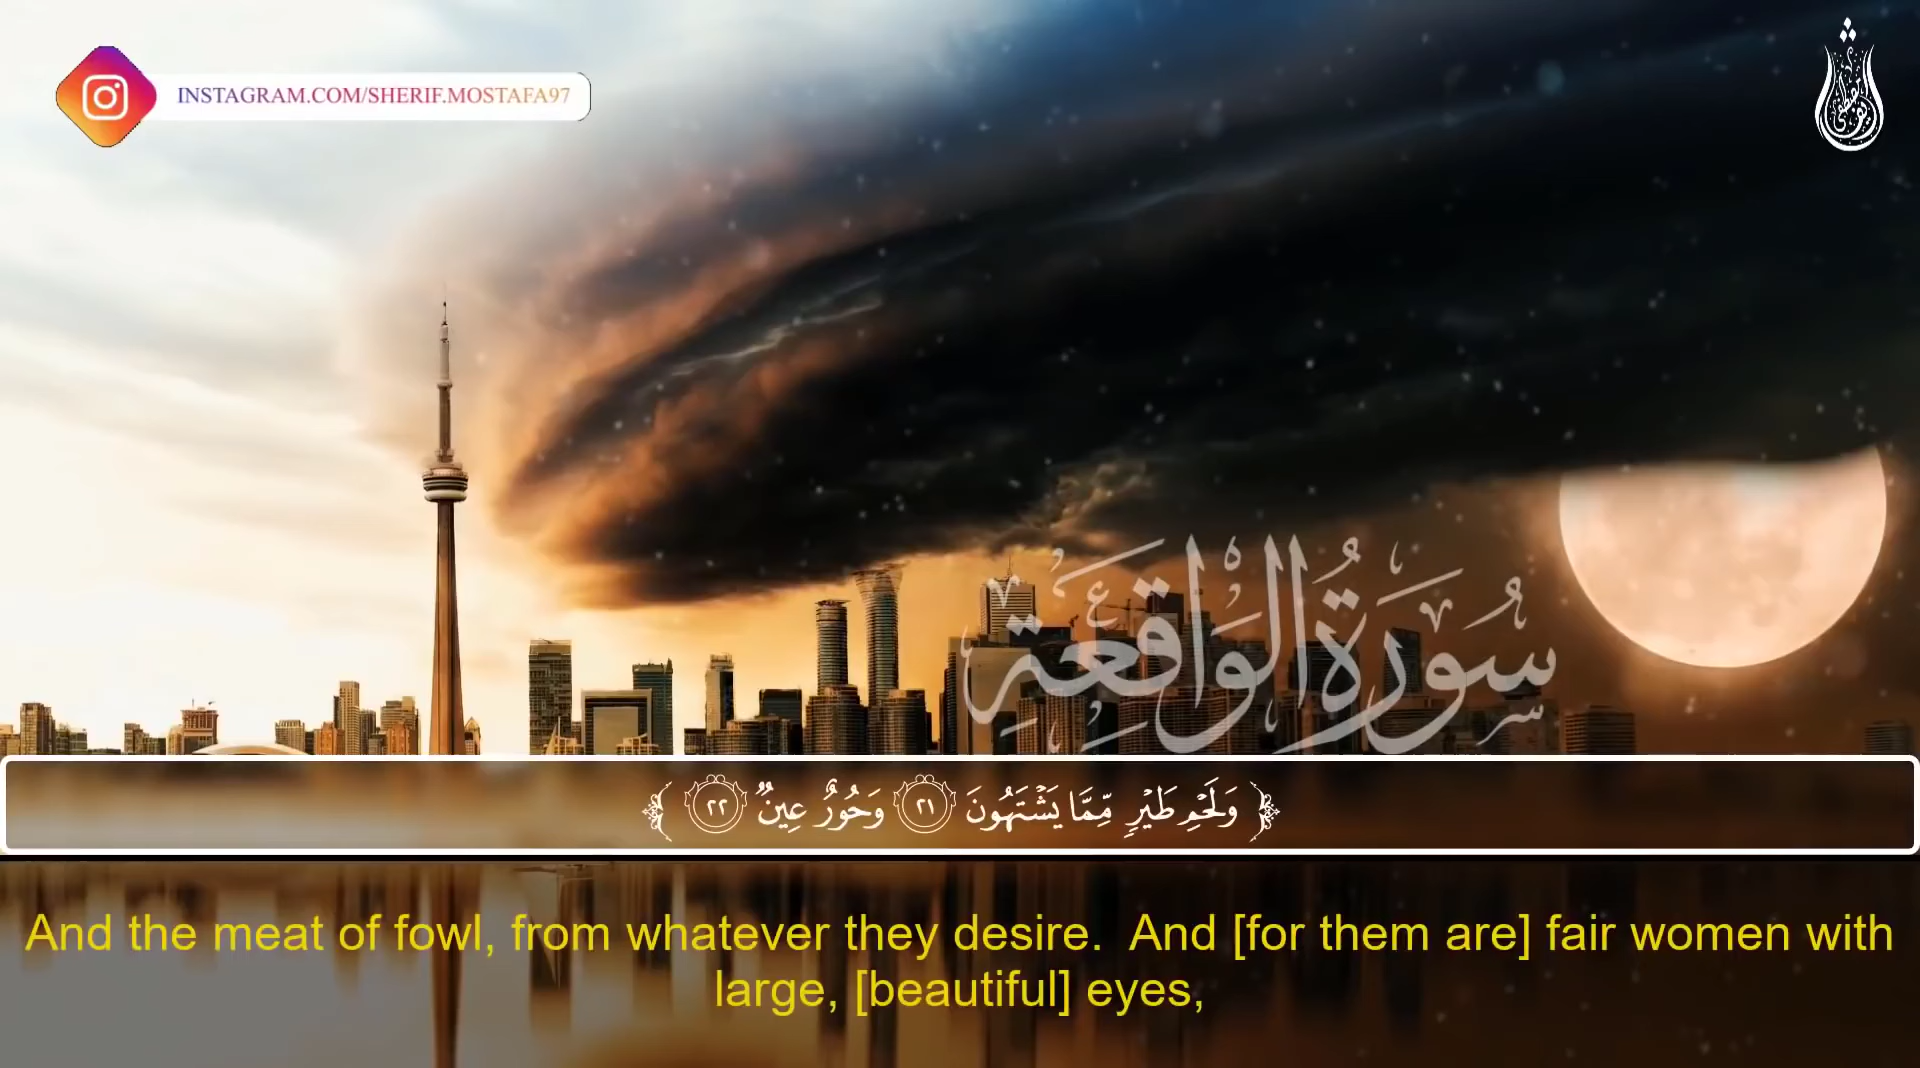 INSTAGRAM.COM/SHERIF.MOSTAFA97
سُورَةُ الْوَاقِعَةِ
﴿ وَلَحْمِ طَيْرٍ مِّمَّا يَشْتَهُونَ ٢١ وَحُورٌ عِينٌ ٢٢ ﴾
And the meat of fowl, from whatever they desire. And [for them are] fair women with
large, [beautiful] eyes,